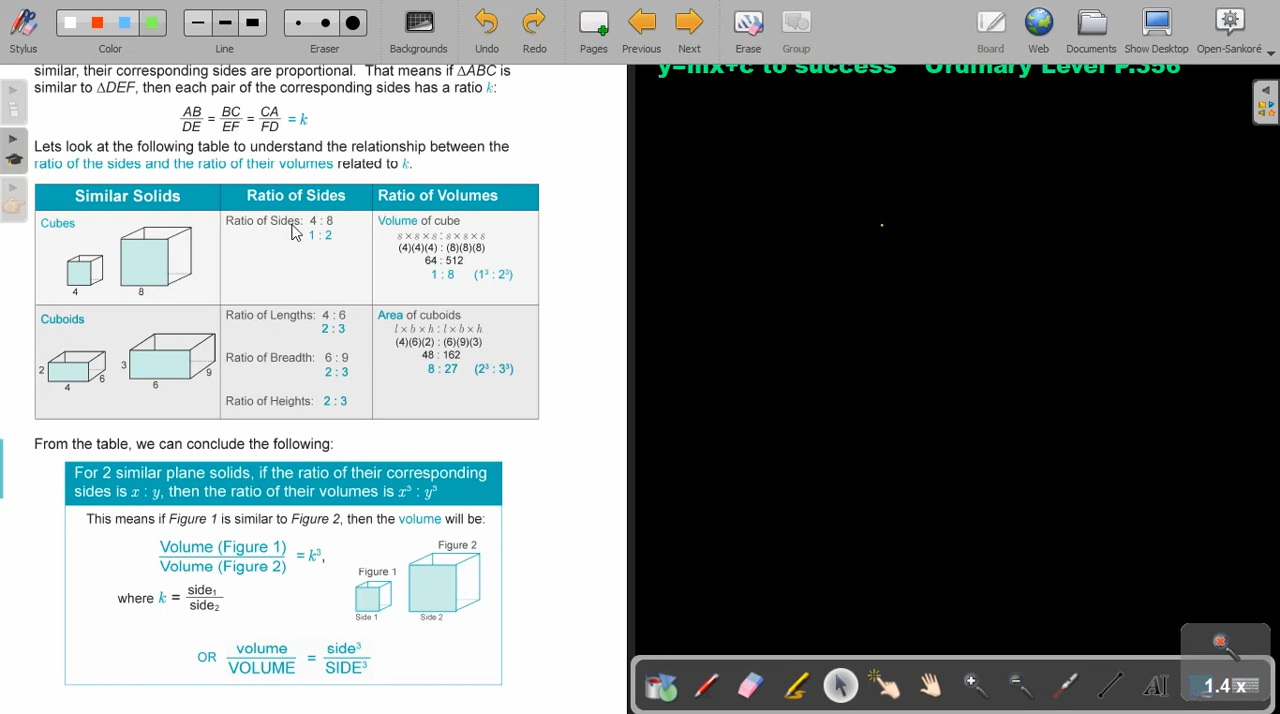 Stylus
Color
Line
Eraser
Backgrounds
Undo
Redo
Pages
Previous
Next
Erase
Group
Board
Web
Documents
Show Desktop
Open-Sankoré
similar, their corresponding sides are proportional. That means if ΔABC is
similar to ΔDEF, then each pair of the corresponding sides has a ratio k:
AB/DE = BC/EF = CA/FD = k
Lets look at the following table to understand the relationship between the
ratio of the sides and the ratio of their volumes related to k.
Similar Solids
Ratio of Sides
Ratio of Volumes
Cubes
4
8
Ratio of Sides: 4 : 8
1 : 2
Volume of cube
s × s × s : s × s × s
(4)(4)(4) : (8)(8)(8)
64 : 512
1 : 8 (1³ : 2³)
Cuboids
2
4
6
3
6
9
Ratio of Lengths: 4 : 6
2 : 3
Ratio of Breadth: 6 : 9
2 : 3
Ratio of Heights: 2 : 3
Area of cuboids
l × b × h : l × b × h
(4)(6)(2) : (6)(9)(3)
48 : 162
8 : 27 (2³ : 3³)
From the table, we can conclude the following:
For 2 similar plane solids, if the ratio of their corresponding
sides is x : y, then the ratio of their volumes is x³ : y³
This means if Figure 1 is similar to Figure 2, then the volume will be:
Volume (Figure 1)/Volume (Figure 2) = k³,
where k = side₁/side₂
Figure 1
Side 1
Figure 2
Side 2
OR volume/VOLUME = side³/SIDE³
y=mx+c to success Ordinary Level P.356
AI
1.4 x